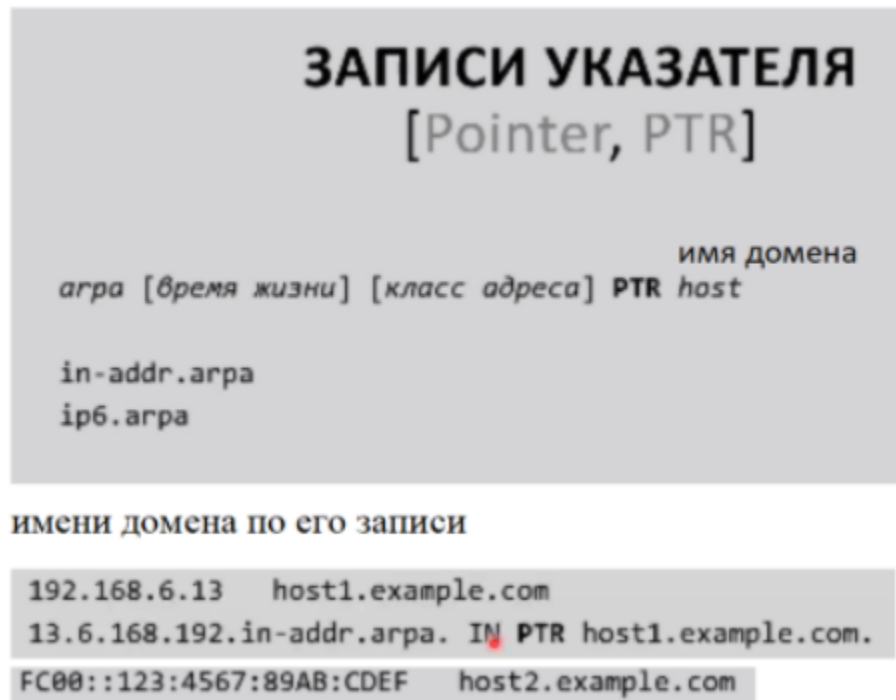 ЗАПИСИ УКАЗАТЕЛЯ
[Pointer, PTR]
имя домена
arpa [время жизни] [класс адреса] PTR host
in-addr.arpa
ip6.arpa
имени домена по его записи
192.168.6.13 host1.example.com
13.6.168.192.in-addr.arpa. IN PTR host1.example.com.
FC00::123:4567:89AB:CDEF host2.example.com